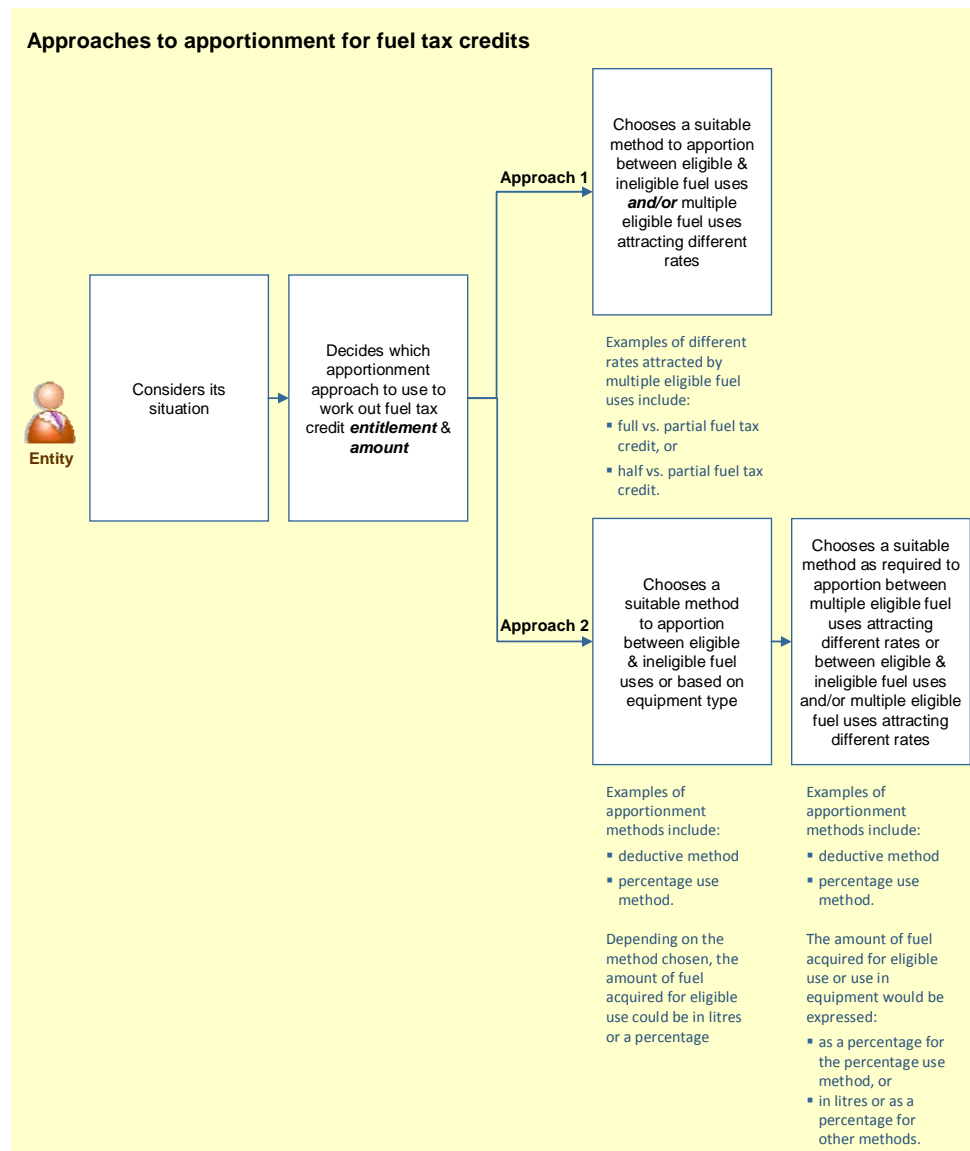 Approaches to apportionment for fuel tax credits
Entity
Considers its
situation
Decides which
apportionment
approach to use to
work out fuel tax
credit entitlement &
amount
Approach 1
Chooses a suitable
method to apportion
between eligible &
ineligible fuel uses
and/or multiple
eligible fuel uses
attracting different
rates
Examples of different
rates attracted by
multiple eligible fuel
uses include:
▪ full vs. partial fuel tax
credit, or
▪ half vs. partial fuel tax
credit.
Approach 2
Chooses a
suitable method
to apportion
between eligible
& ineligible fuel
uses or based on
equipment type
Examples of
apportionment
methods include:
▪ deductive method
▪ percentage use
method.
Depending on the
method chosen, the
amount of fuel
acquired for eligible
use could be in litres
or a percentage
Chooses a suitable
method as required to
apportion between
multiple eligible fuel
uses attracting
different rates or
between eligible &
ineligible fuel uses
and/or multiple eligible
fuel uses attracting
different rates
Examples of
apportionment
methods include:
▪ deductive method
▪ percentage use
method.
The amount of fuel
acquired for eligible
use or use in
equipment would be
expressed:
▪ as a percentage for
the percentage use
method, or
▪ in litres or as a
percentage for
other methods.